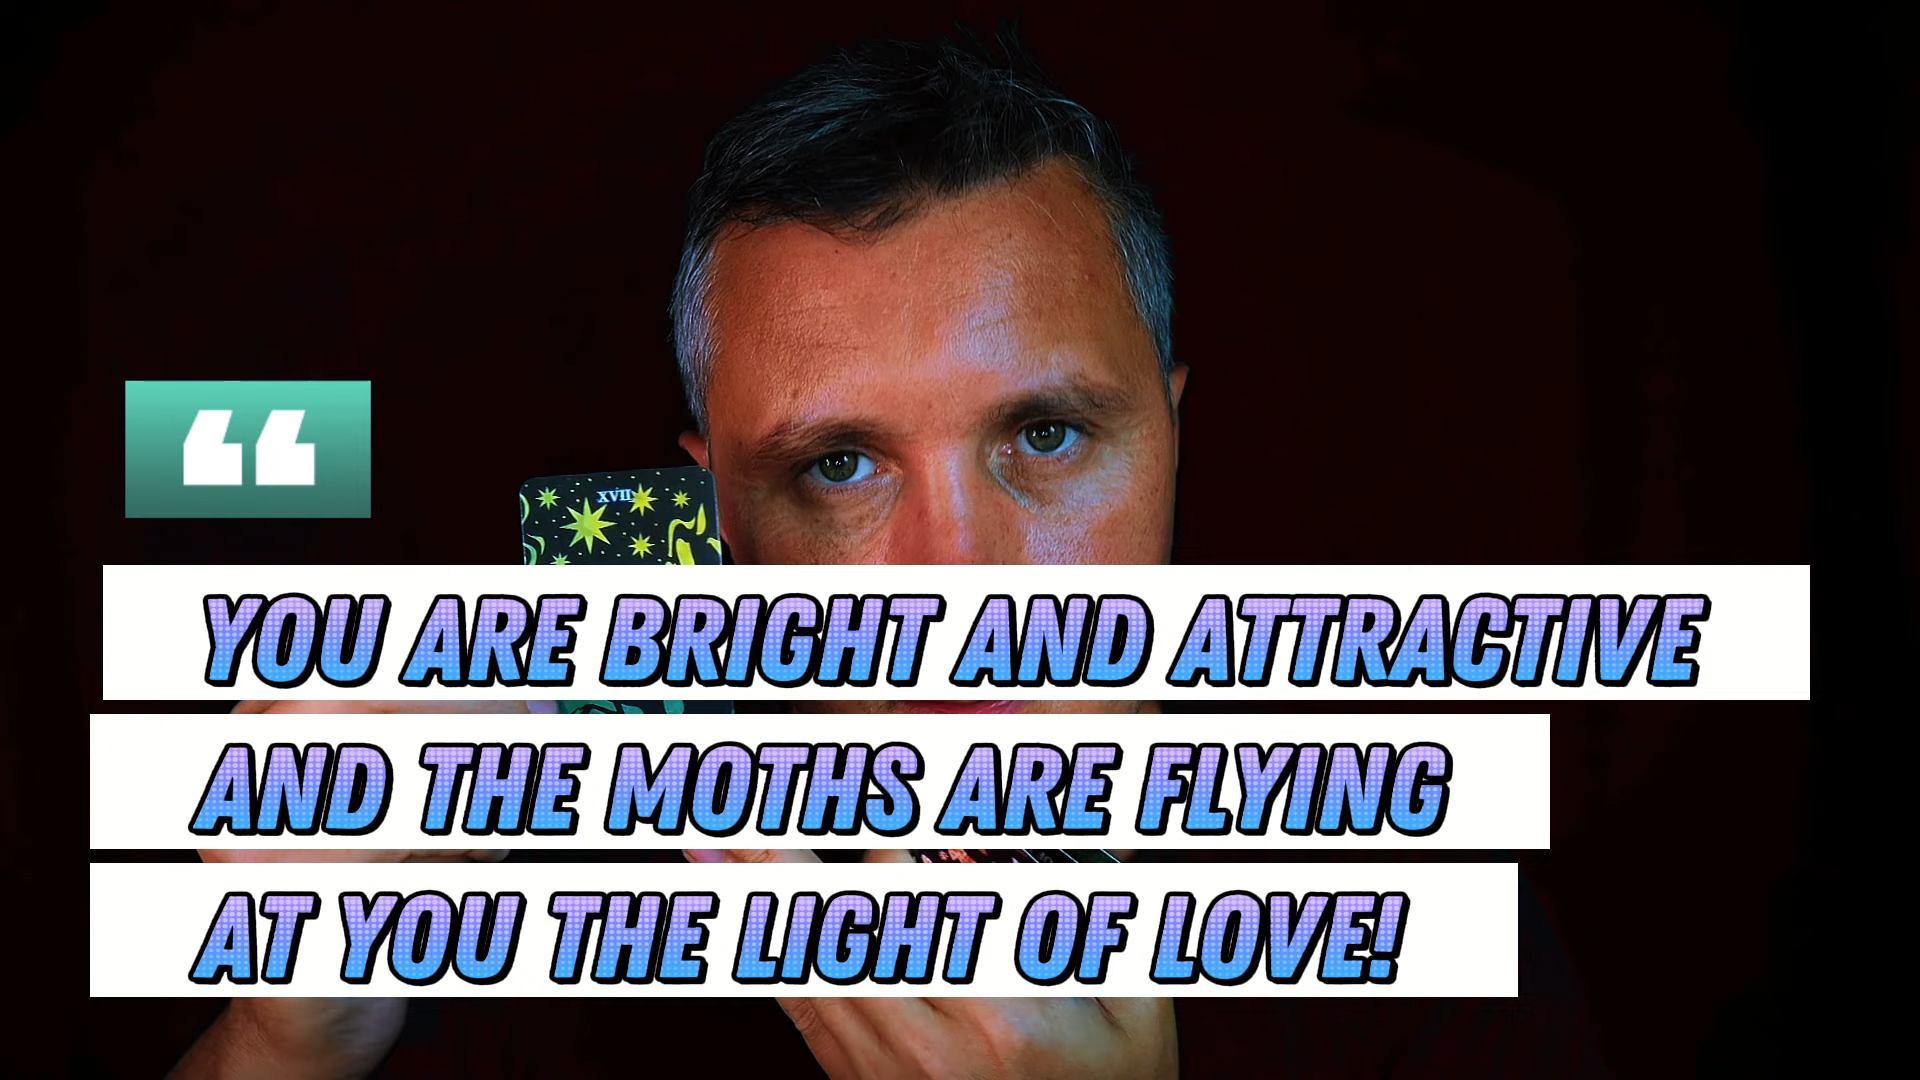 “
XVII
YOU ARE BRIGHT AND ATTRACTIVE
AND THE MOTHS ARE FLYING
AT YOU THE LIGHT OF LOVE!